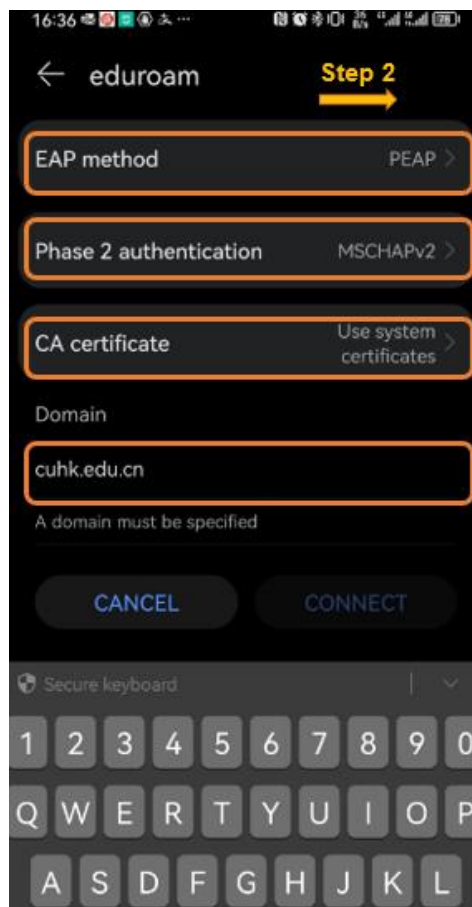 16:36
eduroam Step 2
EAP method PEAP
Phase 2 authentication MSCHAPv2
CA certificate Use system
certificates
Domain
cuhk.edu.cn
A domain must be specified
CANCEL CONNECT
Secure keyboard
1 2 3 4 5 6 7 8 9 0
Q W E R T Y U I O P
A S D F G H J K L